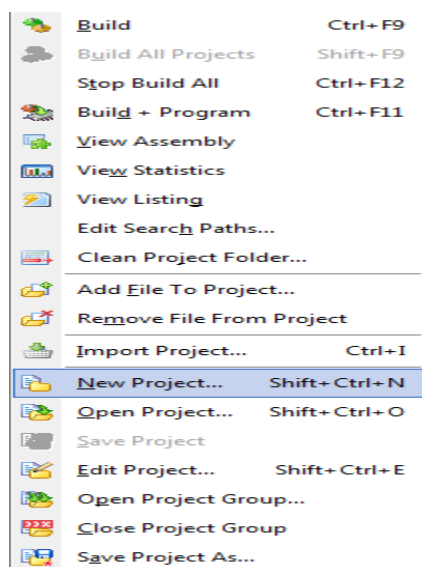 Build Ctrl+F9
Build All Projects Shift+F9
Stop Build All Ctrl+F12
Build + Program Ctrl+F11
View Assembly
View Statistics
View Listing
Edit Search Paths...
Clean Project Folder...
Add File To Project...
Remove File From Project
Import Project... Ctrl+I
New Project... Shift+Ctrl+N
Open Project... Shift+Ctrl+O
Save Project
Edit Project... Shift+Ctrl+E
Open Project Group...
Close Project Group
Save Project As...